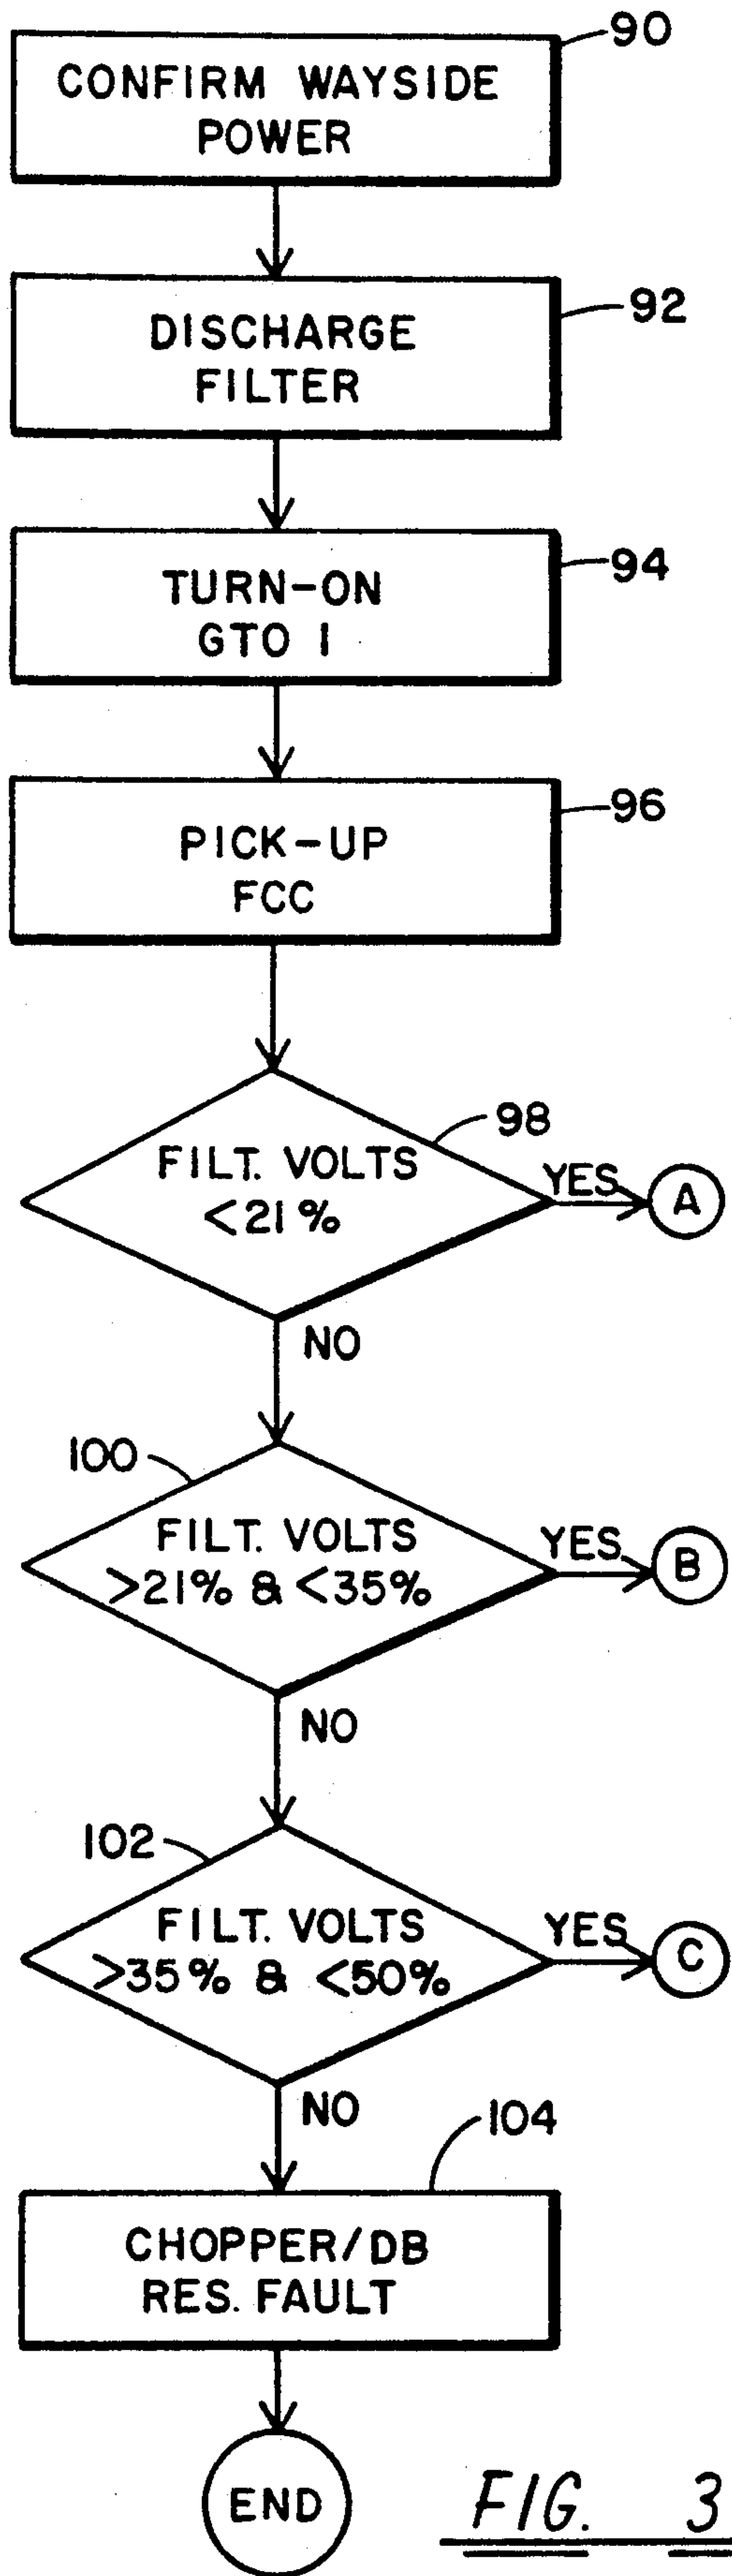 90
CONFIRM WAYSIDE
POWER
92
DISCHARGE
FILTER
94
TURN-ON
GTO 1
96
PICK-UP
FCC
98
FILT. VOLTS
<21%
YES
A
NO
100
FILT. VOLTS
>21% & <35%
YES
B
NO
102
FILT. VOLTS
>35% & <50%
YES
C
NO
104
CHOPPER/DB
RES. FAULT
END
FIG. 3